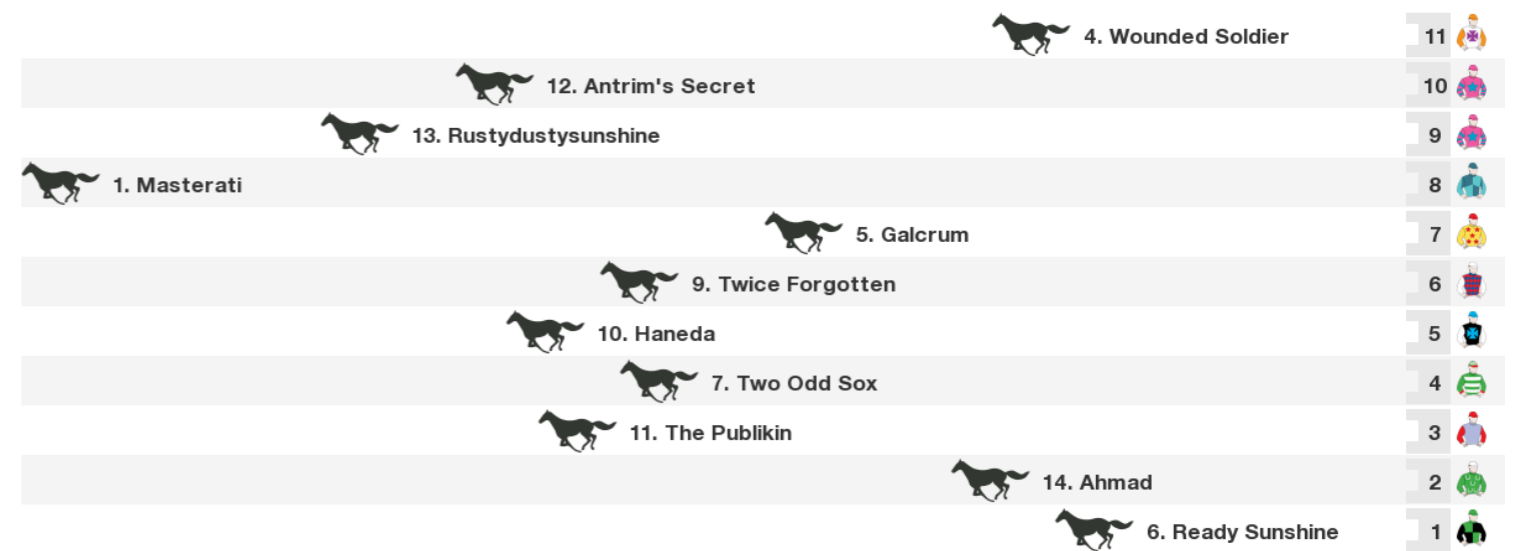 4. Wounded Soldier 11
12. Antrim's Secret 10
13. Rustydustysunshine 9
1. Masterati 8
5. Galcrum 7
9. Twice Forgotten 6
10. Haneda 5
7. Two Odd Sox 4
11. The Publikin 3
14. Ahmad 2
6. Ready Sunshine 1